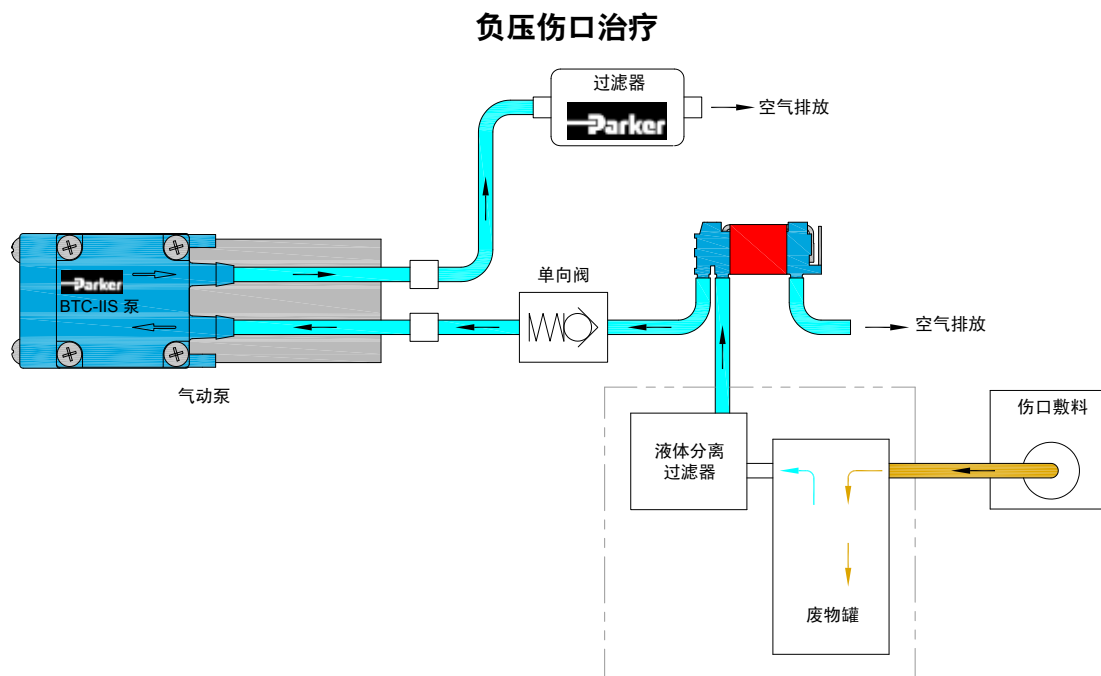 负压伤口治疗
过滤器
Parker
空气排放
单向阀
Parker
BTC-IIS 泵
空气排放
气动泵
伤口敷料
液体分离
过滤器
废物罐